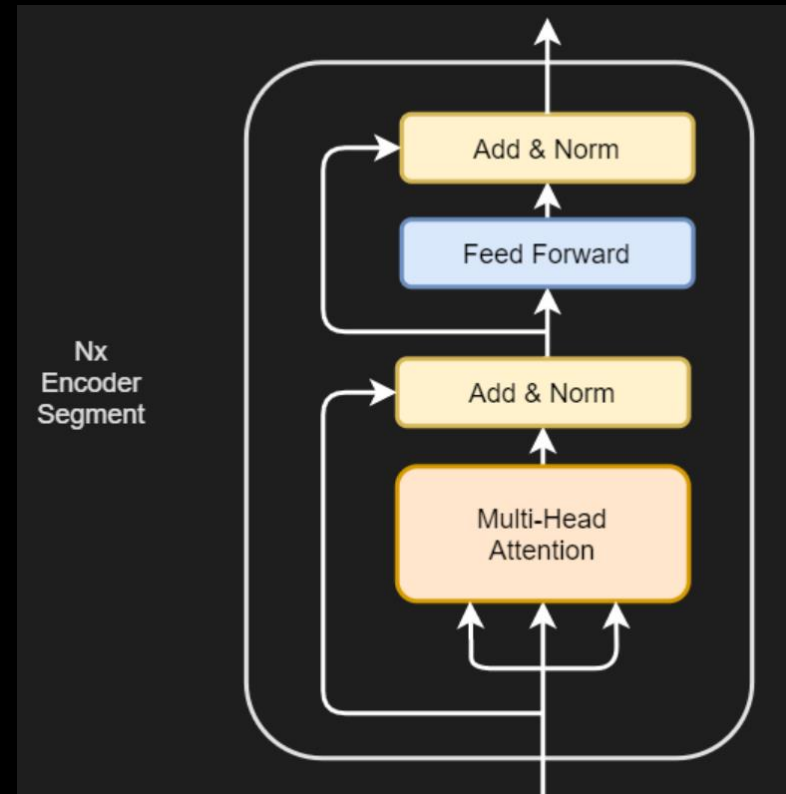 Add & Norm
Feed Forward
Nx
Encoder
Segment
Add & Norm
Multi-Head
Attention